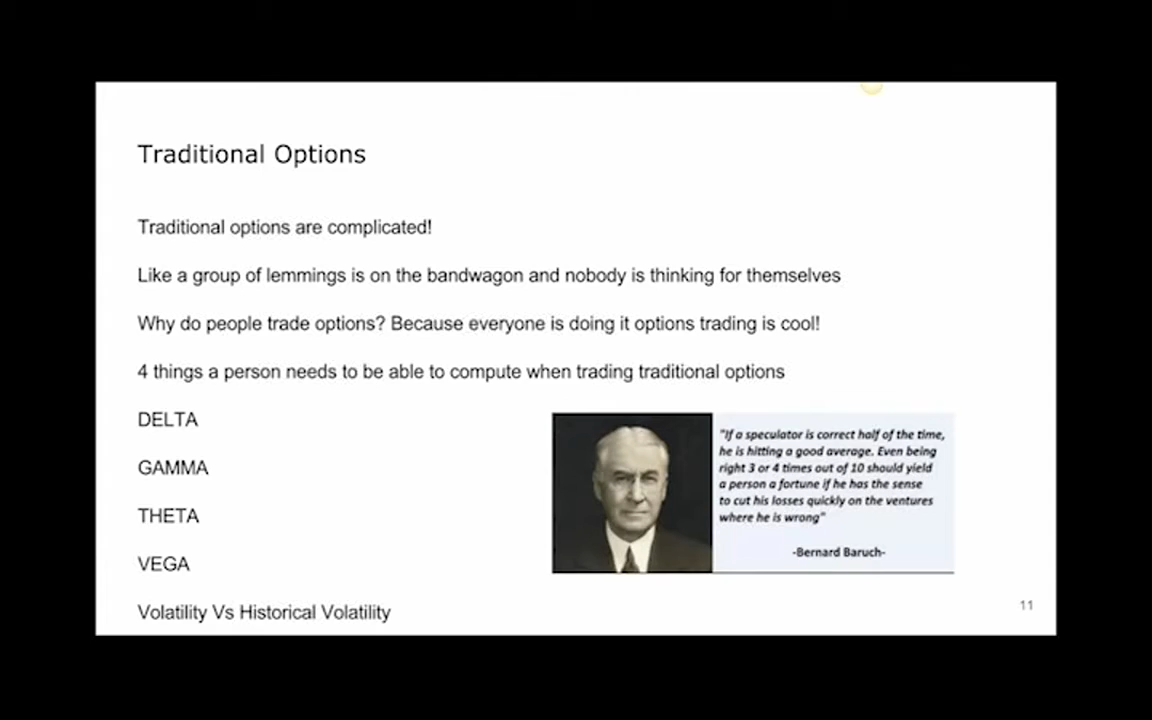 Traditional Options
Traditional options are complicated!
Like a group of lemmings is on the bandwagon and nobody is thinking for themselves
Why do people trade options? Because everyone is doing it options trading is cool!
4 things a person needs to be able to compute when trading traditional options
DELTA
GAMMA
THETA
VEGA
Volatility Vs Historical Volatility
"If a speculator is correct half of the time,
he is hitting a good average. Even being
right 3 or 4 times out of 10 should yield
a person a fortune if he has the sense
to cut his losses quickly on the ventures
where he is wrong"
-Bernard Baruch-
11